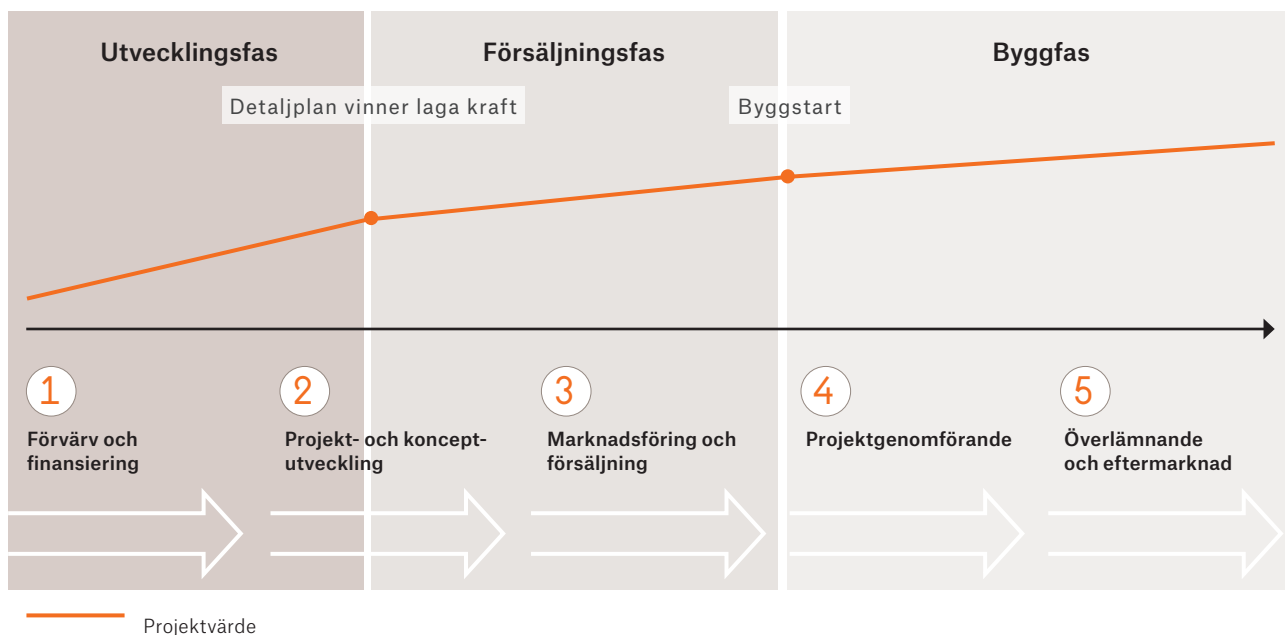 Utvecklingsfas
Försäljningsfas
Byggfas
Detaljplan vinner laga kraft
Byggstart
1
Förvärv och
finansiering
2
Projekt- och koncept-
utveckling
3
Marknadsföring och
försäljning
4
Projektgenomförande
5
Överlämnande
och eftermarknad
Projektvärde